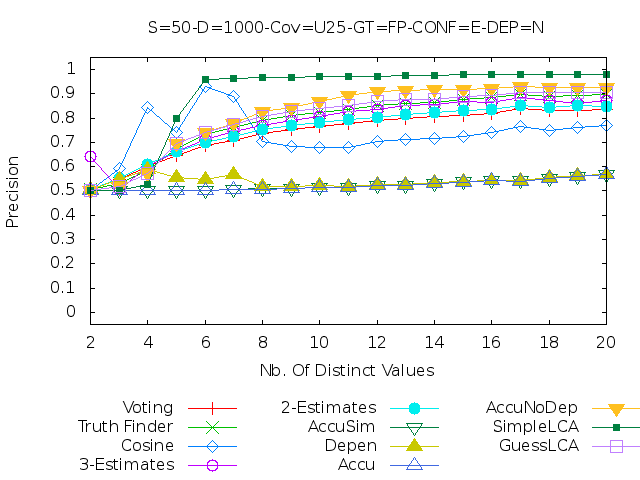 S=50-D=1000-Cov=U25-GT=FP-CONF=E-DEP=N
1
0.9
0.8
0.7
0.6
0.5
0.4
0.3
0.2
0.1
0
Precision
2 4 6 8 10 12 14 16 18 20
Nb. Of Distinct Values
Voting 2-Estimates AccuNoDep
Truth Finder AccuSim SimpleLCA
Cosine Depen GuessLCA
3-Estimates Accu